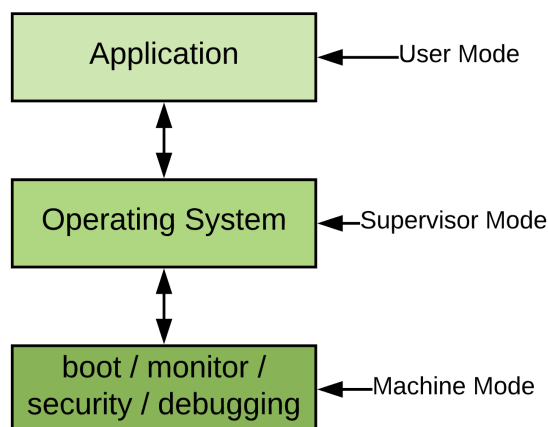 Application
User Mode
Operating System
Supervisor Mode
boot / monitor /
security / debugging
Machine Mode